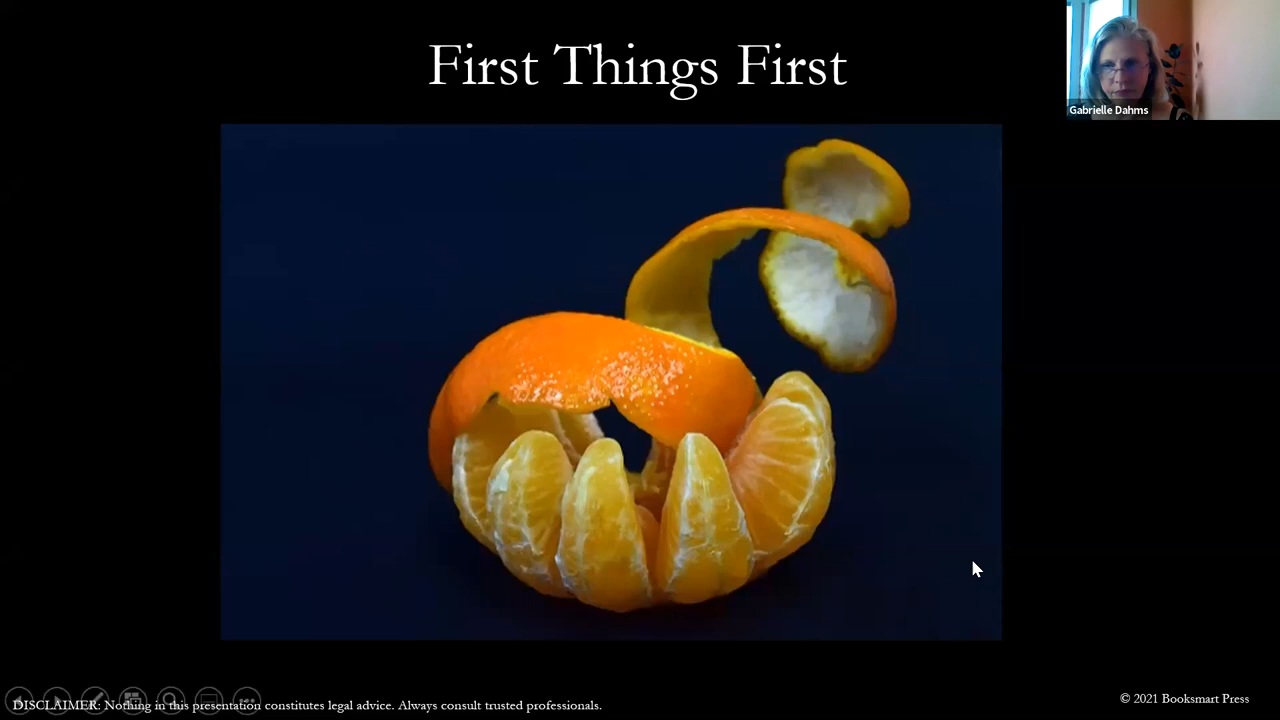 First Things First
Gabrielle Dahms
DISCLAIMER: Nothing in this presentation constitutes legal advice. Always consult trusted professionals.
© 2021 Booksmart Press